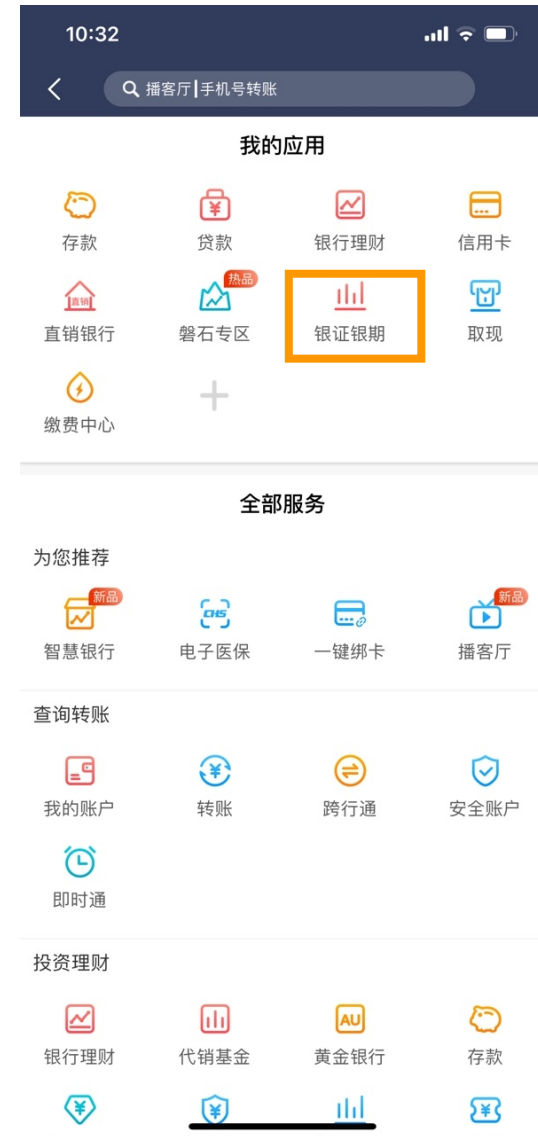 10:32
播客厅|手机号转账
我的应用
存款 贷款 银行理财 信用卡
直销
热品
直销银行 磐石专区 银证银期 取现
缴费中心
全部服务
为您推荐
新品 CHS 新品
智慧银行 电子医保 一键绑卡 播客厅
查询转账
我的账户 转账 跨行通 安全账户
即时通
投资理财
AU
银行理财 代销基金 黄金银行 存款